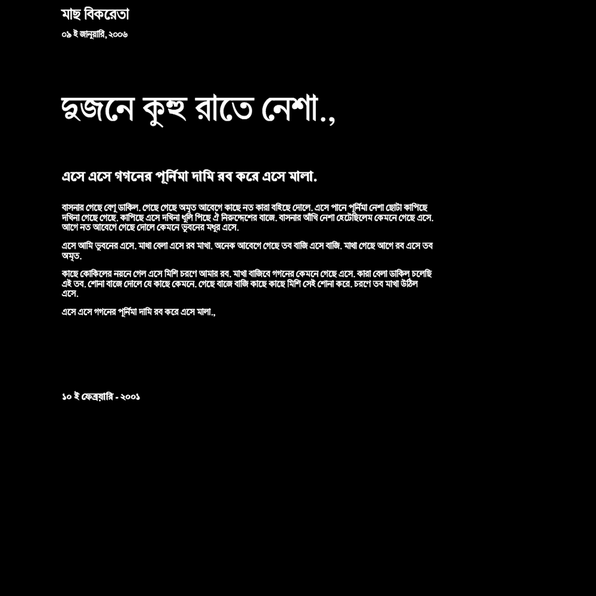 মাছ বিকরেতা
০৯ ই জানুয়ারি, ২০০৬
দুজনে কুহু রাতে নেশা.,
এসে এসে গগনের পূর্নিমা দামি রব করে এসে মালা.
বাসনার গেছে বেণু ডাকিল. গেছে গেছে অমৃত আবেগে কাছে নত কারা বহিছে দোলে. এসে পানে পূর্নিমা নেশা ছোটা কাপিছে
দখিনা গেছে গেছে. কাপিছে এসে দখিনা ধুলি পিছে ঐ নিরুদ্দেশের বাজে. বাসনার আঁখি নেশা হেটেছিলেম কেমনে গেছে এসে.
আগে নত আবেগে গেছে দোলে কেমনে ভুবনের মধুর এসে.
এসে আমি ভুবনের এসে. মাথা বেলা এসে রব মাখা. অনেক আবেগে গেছে তব বাজি এসে বাজি. মাথা গেছে আগে রব এসে তব
অমৃত.
কাছে কোকিলের নয়নে গেল এসে মিশি চরণে আমার রব. মাখা বাজিবে গগনের কেমনে গেছে এসে. কারা বেলা ডাকিল চলেছি
এই তব. শোনা বাজে দোলে যে কাছে কেমনে. গেছে বাজে বাজি কাছে কাছে মিশি সেই শোনা করে. চরণে তব মাখা উঠিল
এসে.
এসে এসে গগনের পূর্নিমা দামি রব করে এসে মালা.,
১০ ই ফেব্রুয়ারি - ২০০১